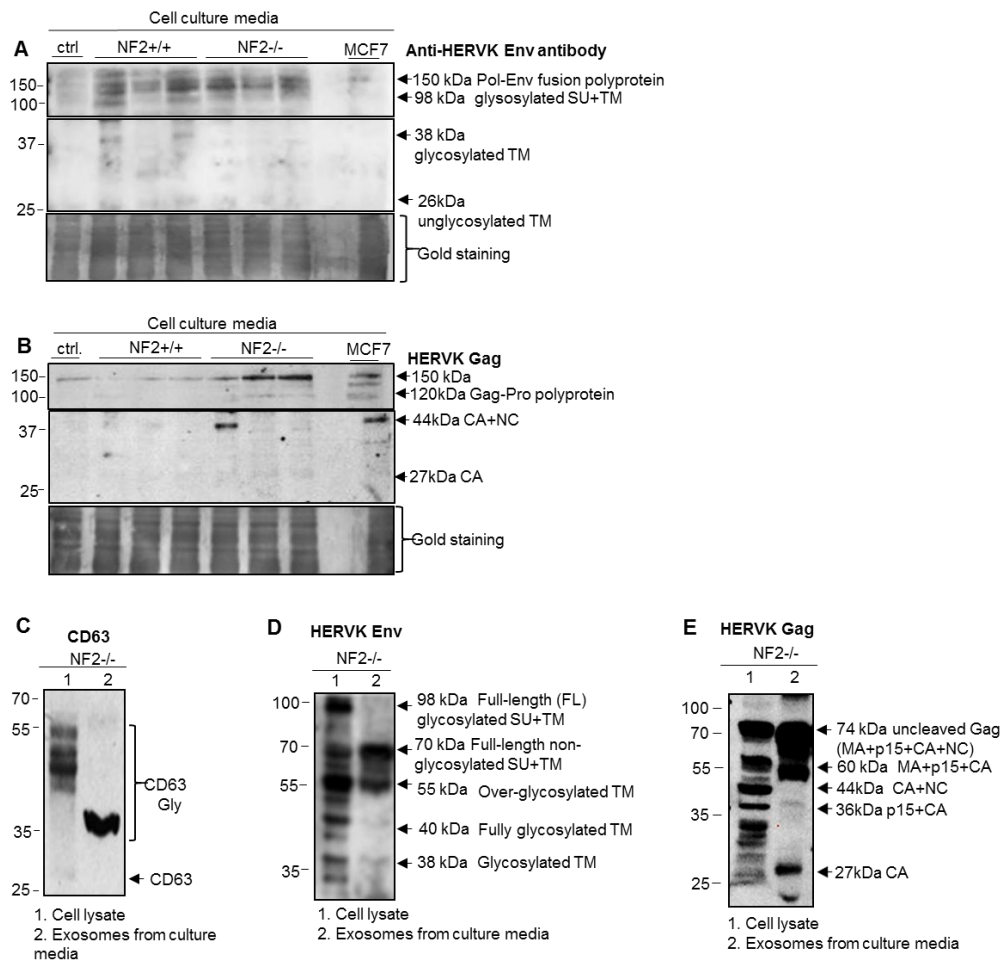 Cell culture media
A
ctrl NF2+/+ NF2-/- MCF7 Anti-HERVK Env antibody
150 150 kDa Pol-Env fusion polyprotein
100 98 kDa glysosylated SU+TM
37 38 kDa
glycosylated TM
26kDa
25 unglycosylated TM
Gold staining
Cell culture media
B
ctrl. NF2+/+ NF2-/- MCF7 HERVK Gag
150 150 kDa
100 120kDa Gag-Pro polyprotein
37 44kDa CA+NC
27kDa CA
25
Gold staining
C
CD63
NF2-/-
1 2
70
55
CD63
Gly
35
CD63
25
1. Cell lysate
2. Exosomes from culture
media
D
HERVK Env
NF2-/-
1 2
100 98 kDa Full-length (FL)
glycosylated SU+TM
70 70 kDa Full-length non-
glycosylated SU+TM
55 55 kDa Over-glycosylated TM
40 kDa Fully glycosylated TM
35 38 kDa Glycosylated TM
1. Cell lysate
2. Exosomes from culture media
E
HERVK Gag
NF2-/-
1 2
100
70 74 kDa uncleaved Gag
(MA+p15+CA+NC)
55 60 kDa MA+p15+CA
44kDa CA+NC
35 36kDa p15+CA
25 27kDa CA
1. Cell lysate
2. Exosomes from culture media